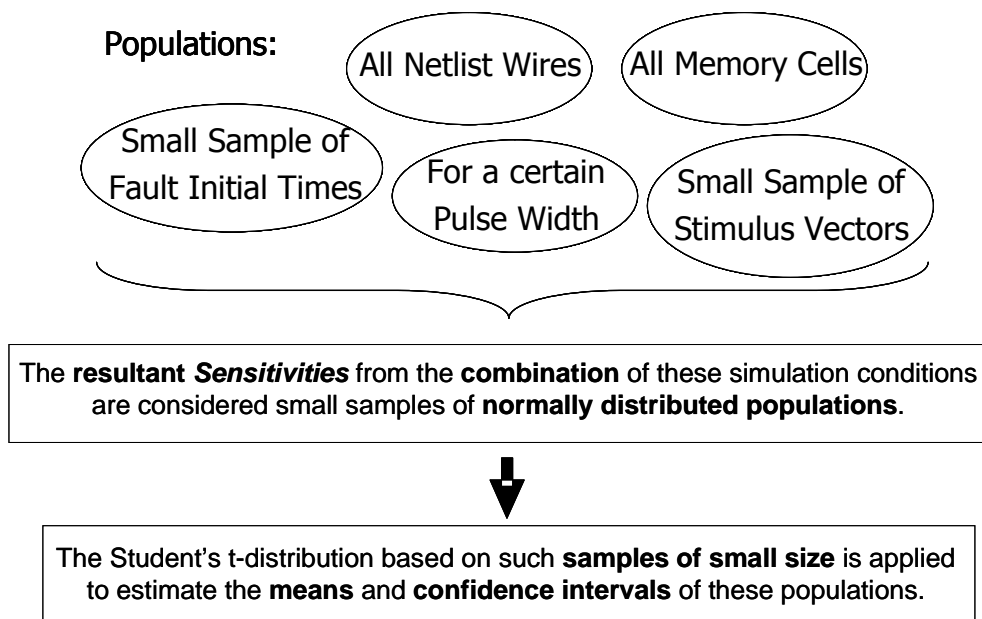 Populations:
All Netlist Wires
All Memory Cells
Small Sample of
Fault Initial Times
For a certain
Pulse Width
Small Sample of
Stimulus Vectors
The resultant Sensitivities from the combination of these simulation conditions
are considered small samples of normally distributed populations.
The Student's t-distribution based on such samples of small size is applied
to estimate the means and confidence intervals of these populations.